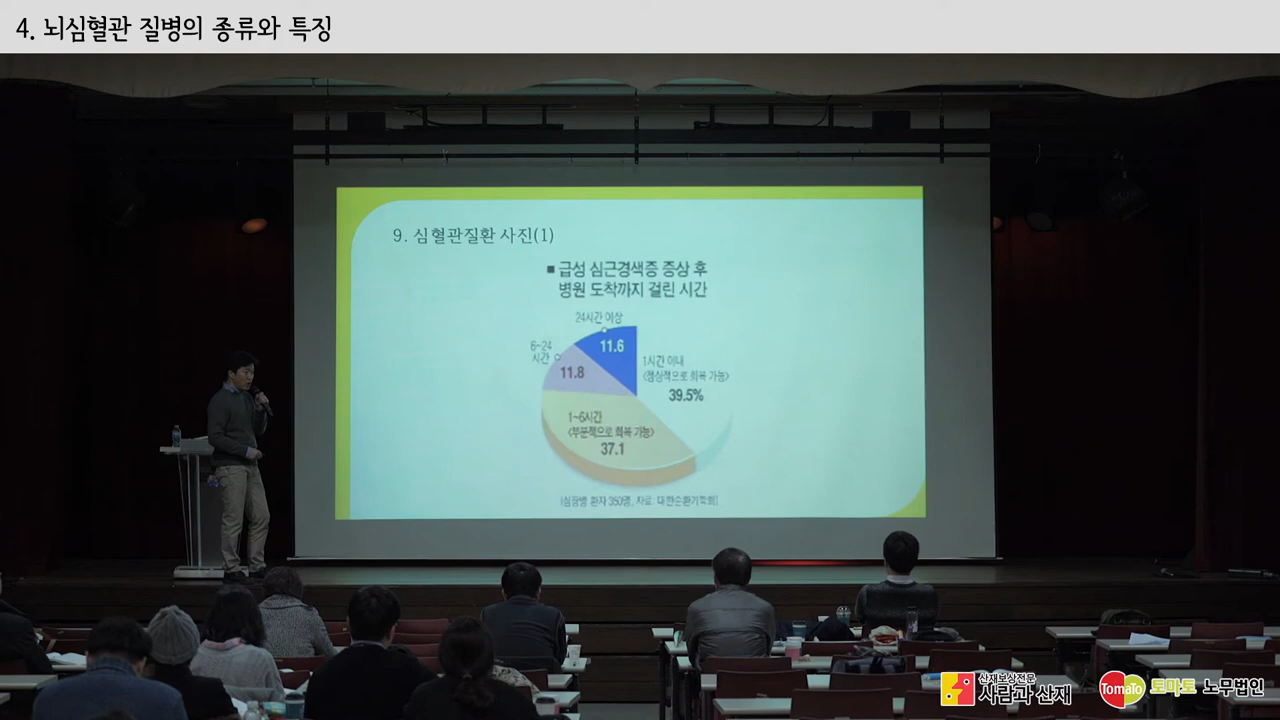 4. 뇌심혈관 질병의 종류와 특징
9. 심혈관질환 사진(1)
■ 급성 심근경색증 증상 후
병원 도착까지 걸린 시간
24시간 이상
11.6
6~24
시간
11.8
1시간 이내
<정상적으로 회복 가능>
39.5%
1~6시간
<부분적으로 회복 가능>
37.1
(심장병 환자 350명, 자료: 대한순환기학회)
산재보상전문
사람과 산재
TomaTo
토마토 노무법인